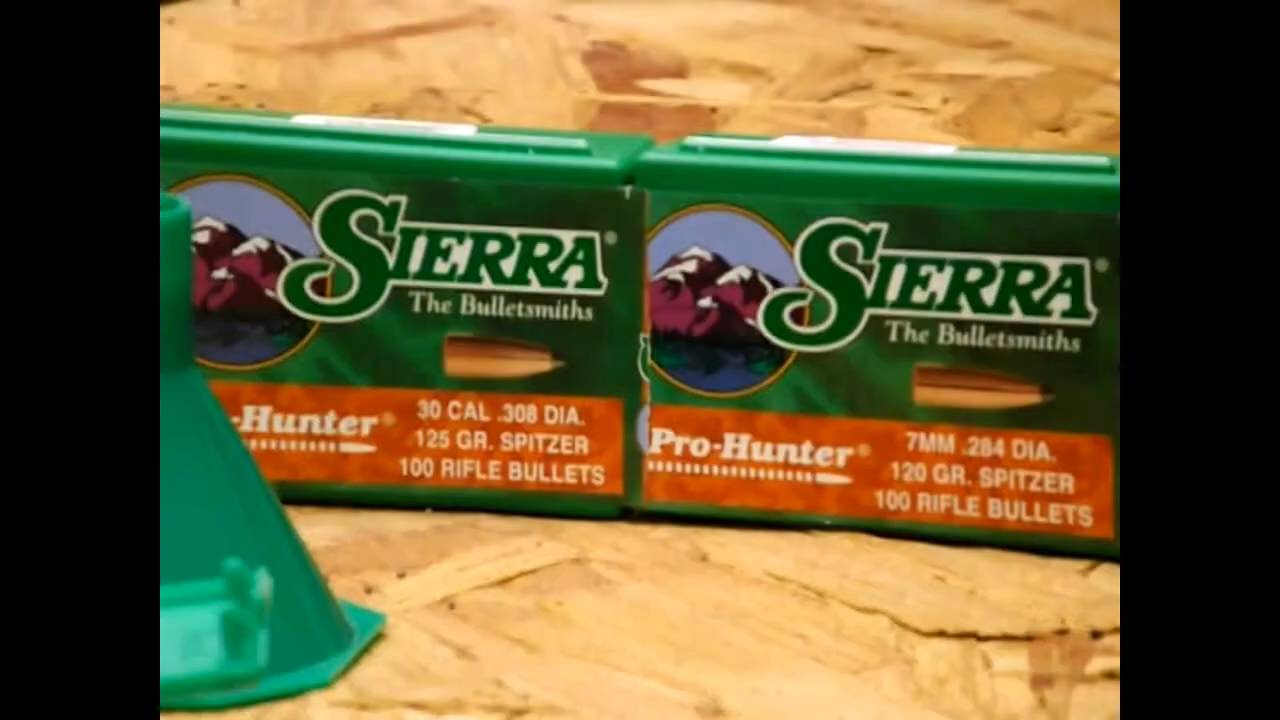 SIERRA®
The Bulletsmiths
-Hunter®
30 CAL .308 DIA.
125 GR. SPITZER
100 RIFLE BULLETS
SIERRA®
The Bulletsmiths
Pro-Hunter®
7MM .284 DIA.
120 GR. SPITZER
100 RIFLE BULLETS